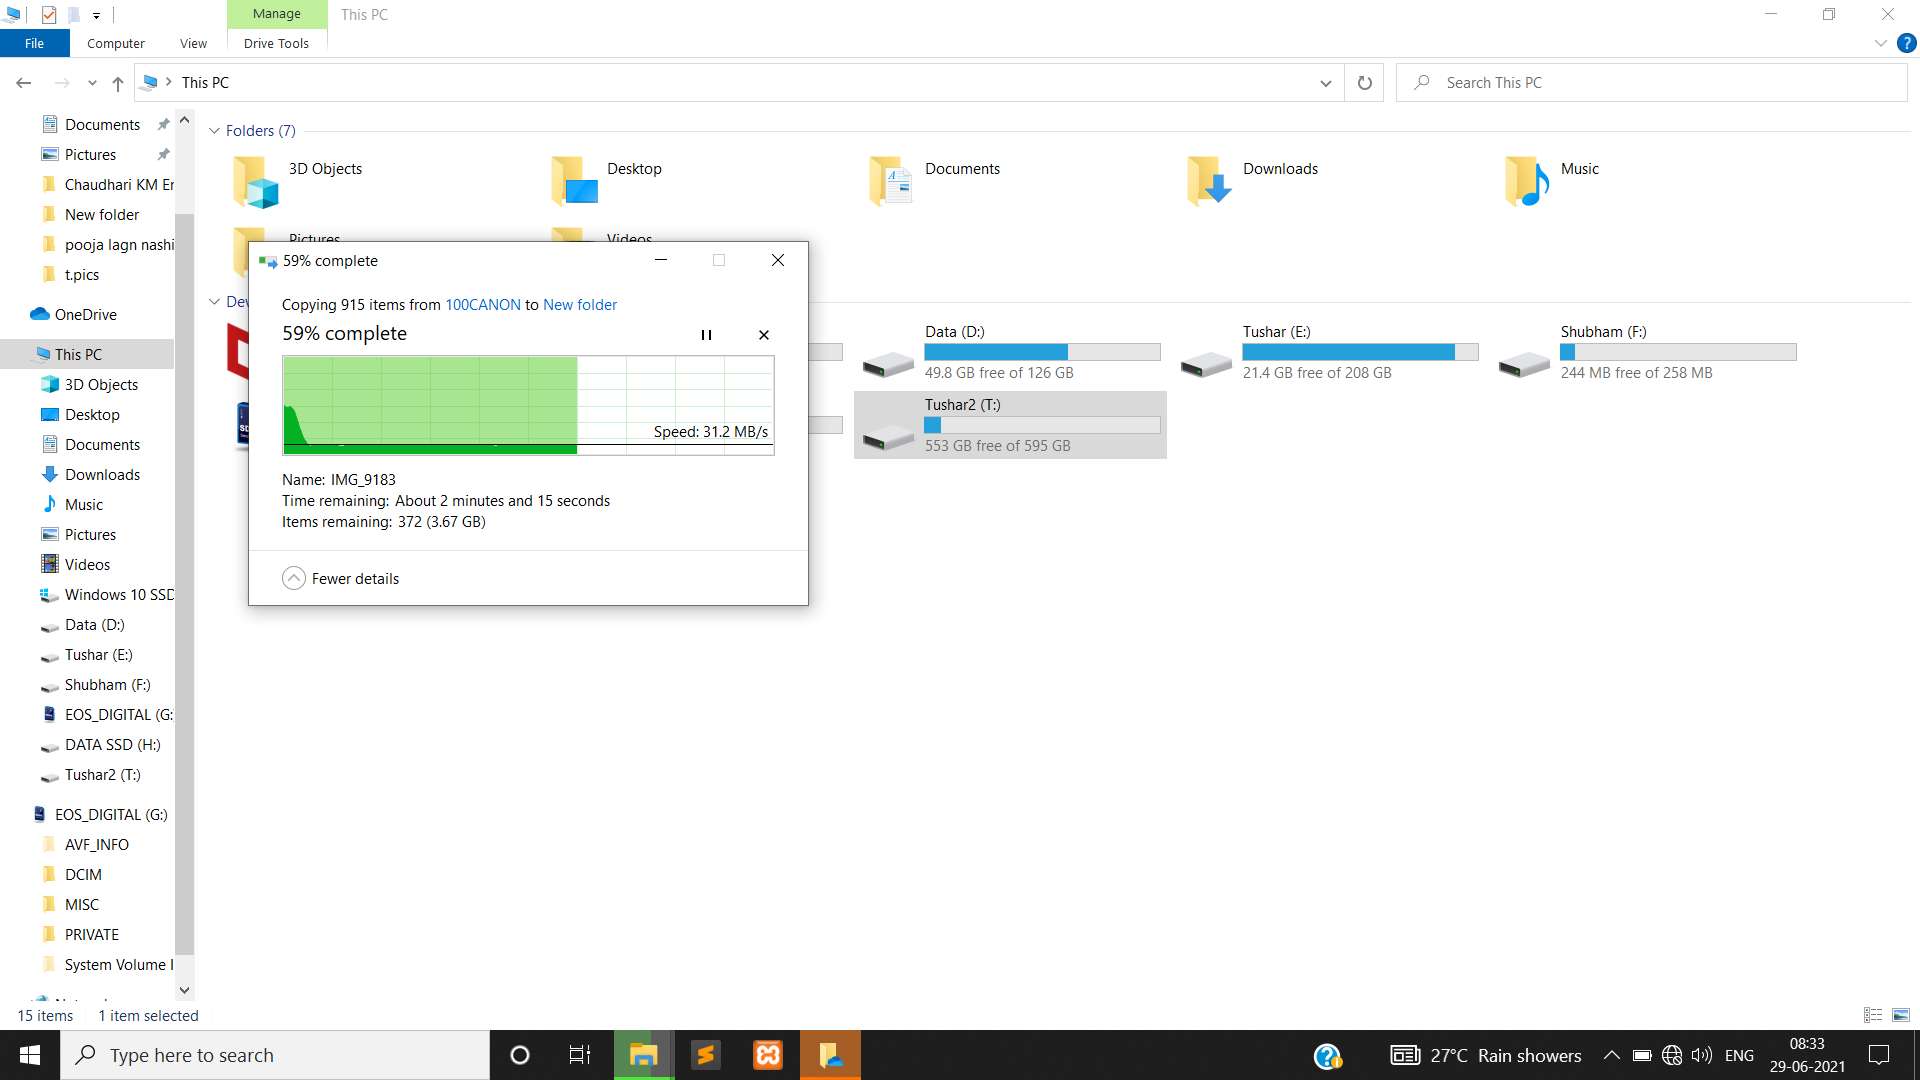 Manage
This PC
File
Computer
View
Drive Tools
This PC
Search This PC
Documents
Pictures
Chaudhari KM Er
New folder
pooja lagn nashi
t.pics
OneDrive
This PC
3D Objects
Desktop
Documents
Downloads
Music
Pictures
Videos
Windows 10 SSD
Data (D:)
Tushar (E:)
Shubham (F:)
EOS_DIGITAL (G:
DATA SSD (H:)
Tushar2 (T:)
EOS_DIGITAL (G:)
AVF_INFO
DCIM
MISC
PRIVATE
System Volume I
Folders (7)
3D Objects
Desktop
Documents
Downloads
Music
Pictures
Videos
Dev
59% complete
Copying 915 items from 100CANON to New folder
59% complete
Speed: 31.2 MB/s
Name: IMG_9183
Time remaining: About 2 minutes and 15 seconds
Items remaining: 372 (3.67 GB)
Fewer details
Data (D:)
49.8 GB free of 126 GB
Tushar (E:)
21.4 GB free of 208 GB
Shubham (F:)
244 MB free of 258 MB
Tushar2 (T:)
553 GB free of 595 GB
15 items
1 item selected
Type here to search
27°C Rain showers
ENG
08:33
29-06-2021